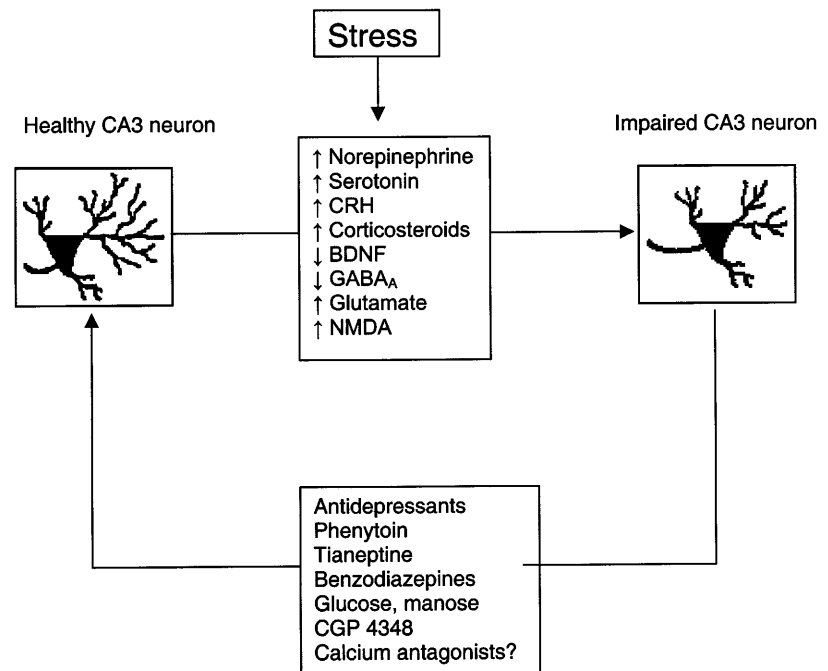 Stress
Healthy CA3 neuron
Impaired CA3 neuron
↑ Norepinephrine
↑ Serotonin
↑ CRH
↑ Corticosteroids
↓ BDNF
↓ GABA_A
↑ Glutamate
↑ NMDA
Antidepressants
Phenytoin
Tianeptine
Benzodiazepines
Glucose, manose
CGP 4348
Calcium antagonists?